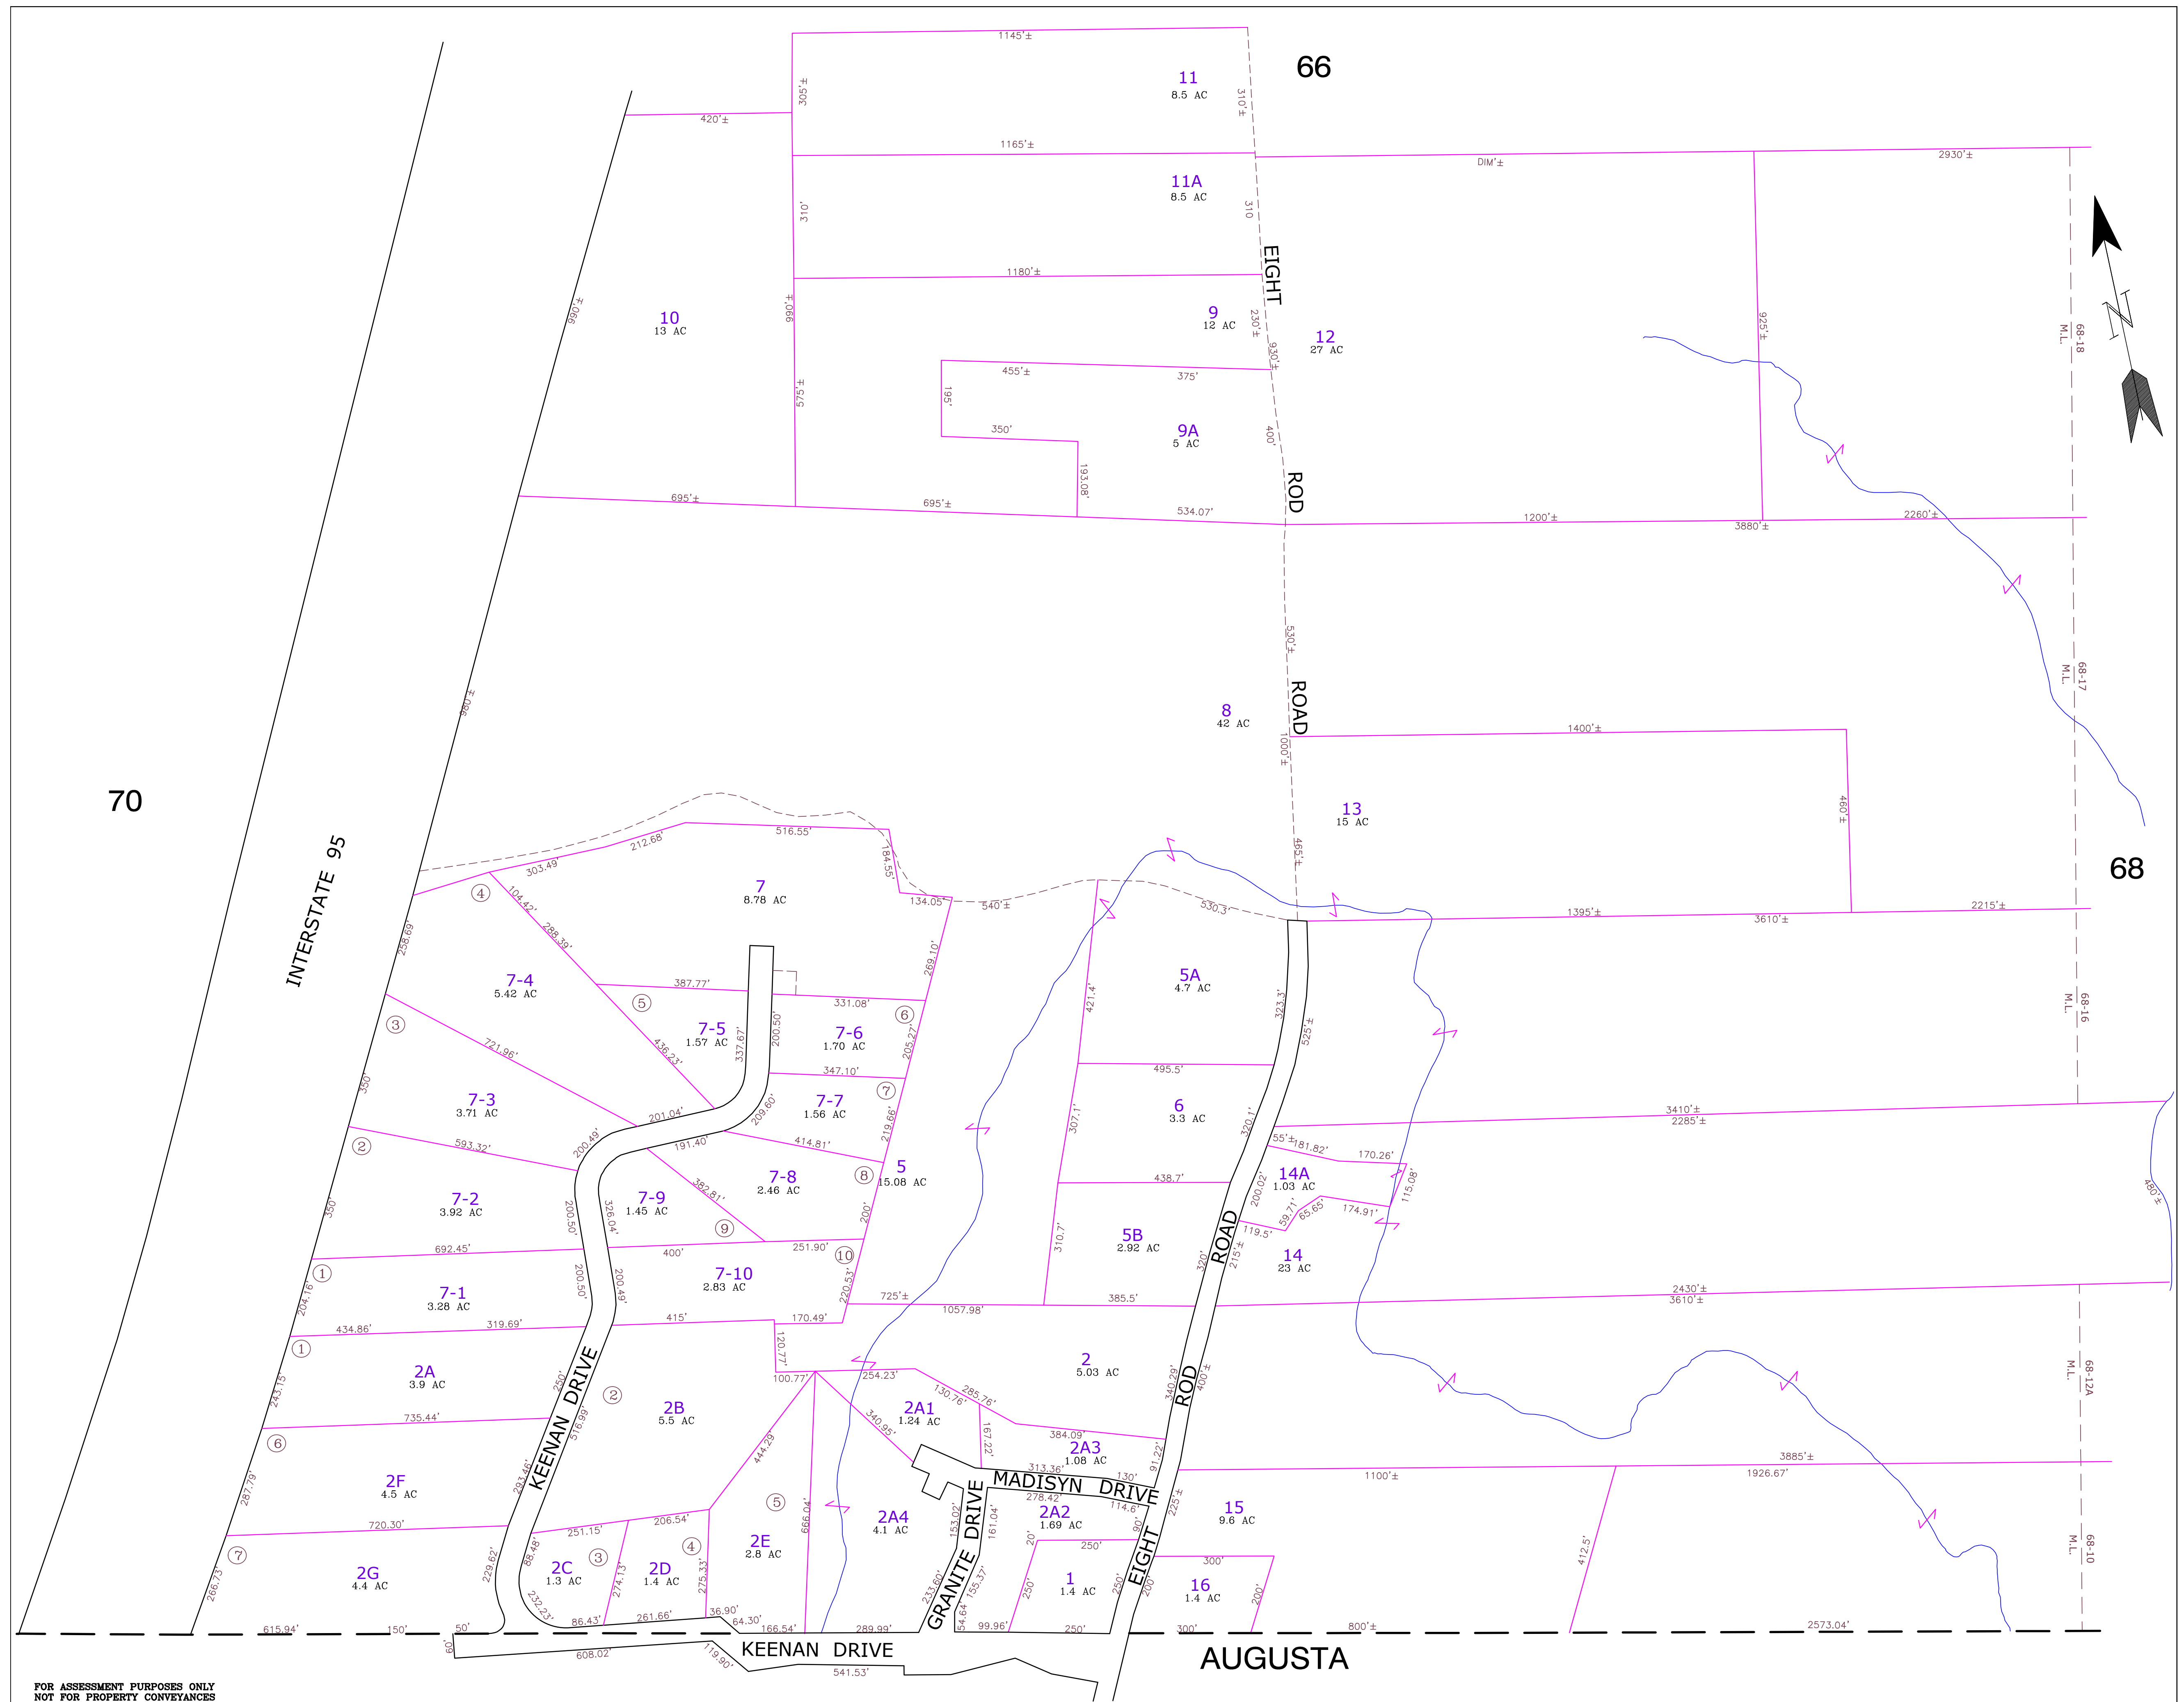 1145'±
66
11
8.5 AC
305'±
310'±
420'±
1165'±
DIM'±
2930'±
11A
8.5 AC
310'
310
68-18
M.L.
1180'±
EIGHT
990'±
990'±
10
13 AC
9
12 AC
230'±
930'±
12
27 AC
925'±
N
575'±
455'±
375'
195'
350'
9A
5 AC
400'
193.08'
ROD
695'±
695'±
534.07'
1200'±
3880'±
2260'±
530'±
68-17
M.L.
980'±
8
42 AC
ROAD
1000'±
1400'±
70
13
15 AC
460'±
465'±
INTERSTATE 95
516.55'
212.68'
303.49'
184.55'
68
4
104.42'
7
8.78 AC
134.05'
540'±
530.3'
1395'±
3610'±
2215'±
258.69'
288.39'
269.10'
7-4
5.42 AC
387.77'
5
331.08'
6
5A
4.7 AC
421.4'
323.3'
525'±
68-16
M.L.
3
721.96'
7-5
1.57 AC
436.23'
337.67'
200.50'
7-6
1.70 AC
205.27'
347.10'
495.5'
350'
7-3
3.71 AC
201.04'
209.60'
7-7
1.56 AC
7
219.66'
6
3.3 AC
307.1'
320.1'
3410'±
2285'±
2
593.32'
200.49'
191.40'
414.81'
55'±
181.82'
170.26'
7-2
3.92 AC
350'
200.50'
326.04'
7-9
1.45 AC
382.81'
7-8
2.46 AC
8
5
15.08 AC
438.7'
14A
1.03 AC
200.02'
115.08'
480'±
59.71'
65.65'
174.91'
119.5'
9
200'
692.45'
400'
251.90'
10
5B
2.92 AC
310.7'
320'
ROAD
215'±
14
23 AC
1
204.16'
7-1
3.28 AC
200.50'
200.49'
7-10
2.83 AC
220.53'
725'±
1057.98'
385.5'
2430'±
3610'±
434.86'
319.69'
415'
170.49'
1
120.77'
2A
3.9 AC
243.15'
250'
KEENAN DRIVE
2
100.77'
254.23'
2
5.03 AC
340.29'
ROD
400'±
68-12A
M.L.
735.44'
516.99'
2B
5.5 AC
340.95'
2A1
1.24 AC
130.76'
285.76'
167.22'
384.09'
6
287.79'
2F
4.5 AC
293.46'
444.29
2A3
1.08 AC
91.22'
313.36'
130'
MADISYN DRIVE
1100'±
3885'±
1926.67'
5
666.04'
2A4
4.1 AC
153.02'
161.04'
278.42'
114.6'
2A2
1.69 AC
90'
225'±
15
9.6 AC
720.30'
251.15'
206.54'
7
266.73'
2G
4.4 AC
229.62'
88.48'
232.23'
2C
1.3 AC
3
274.13'
2D
1.4 AC
4
275.33'
2E
2.8 AC
233.60'
GRANITE DRIVE
155.37'
54.64'
20'
250'
250'
1
1.4 AC
250'
EIGHT
200'
300'
16
1.4 AC
200'
412.5'
68-10
M.L.
615.94'
150'
50'
86.43'
261.66'
36.90'
64.30'
166.54'
289.99'
99.96'
250'
300'
800'±
2573.04'
60'
608.02'
119.90'
KEENAN DRIVE
541.53'
AUGUSTA
FOR ASSESSMENT PURPOSES ONLY
NOT FOR PROPERTY CONVEYANCES